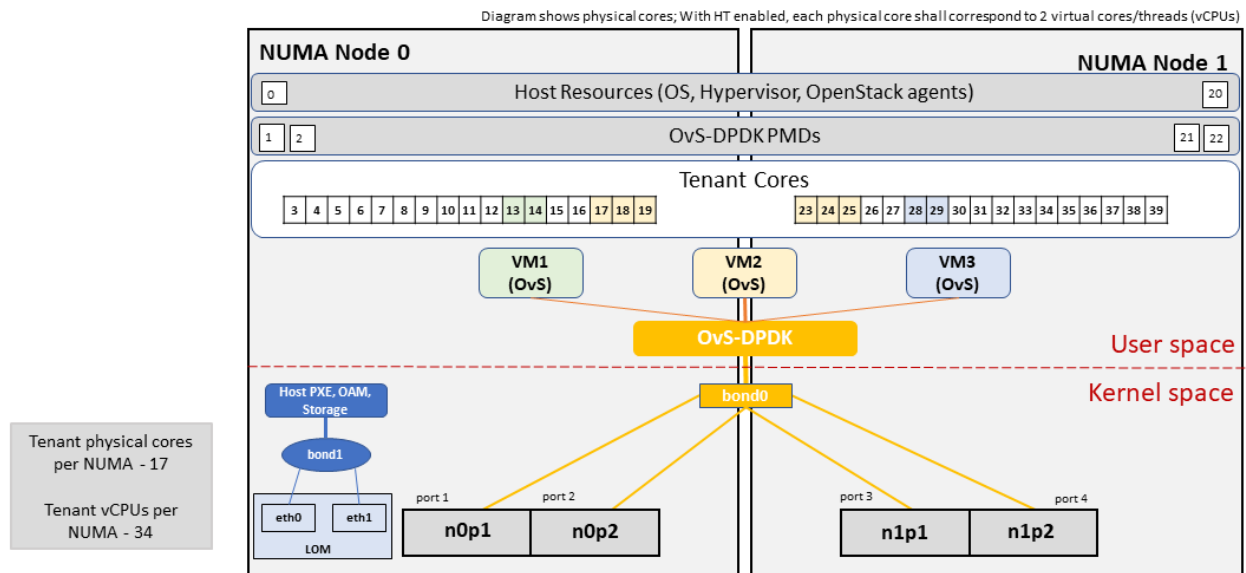 Diagram shows physical cores; With HT enabled, each physical core shall correspond to 2 virtual cores/threads (vCPUs)
NUMA Node 0
NUMA Node 1
0
Host Resources (OS, Hypervisor, OpenStack agents)
20
1 2
OvS-DPDK PMDs
21 22
Tenant Cores
3 4 5 6 7 8 9 10 11 12 13 14 15 16 17 18 19
23 24 25 26 27 28 29 30 31 32 33 34 35 36 37 38 39
VM1
(OvS)
VM2
(OvS)
VM3
(OvS)
OvS-DPDK
User space
Kernel space
Host PXE, OAM,
Storage
bond0
bond1
Tenant physical cores
per NUMA - 17
Tenant vCPUs per
NUMA - 34
eth0
eth1
LOM
port 1
port 2
port 3
port 4
n0p1
n0p2
n1p1
n1p2